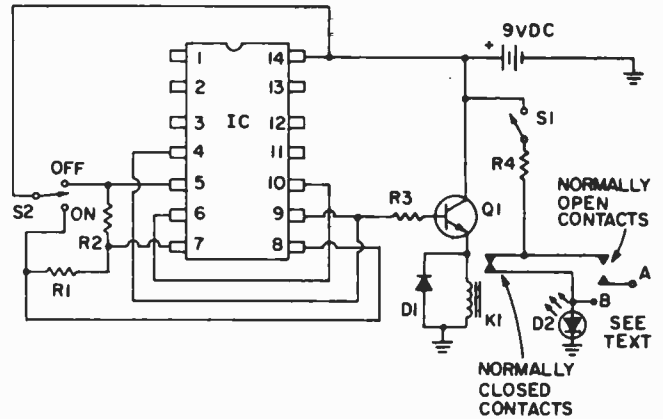 9VDC
+
1
2
3
4
5
6
7
14
13
12
11
10
9
8
IC
OFF
S2
ON
R2
R1
R3
Q1
S1
R4
NORMALLY
OPEN
CONTACTS
A
B
D1
K1
D2
SEE
TEXT
NORMALLY
CLOSED
CONTACTS